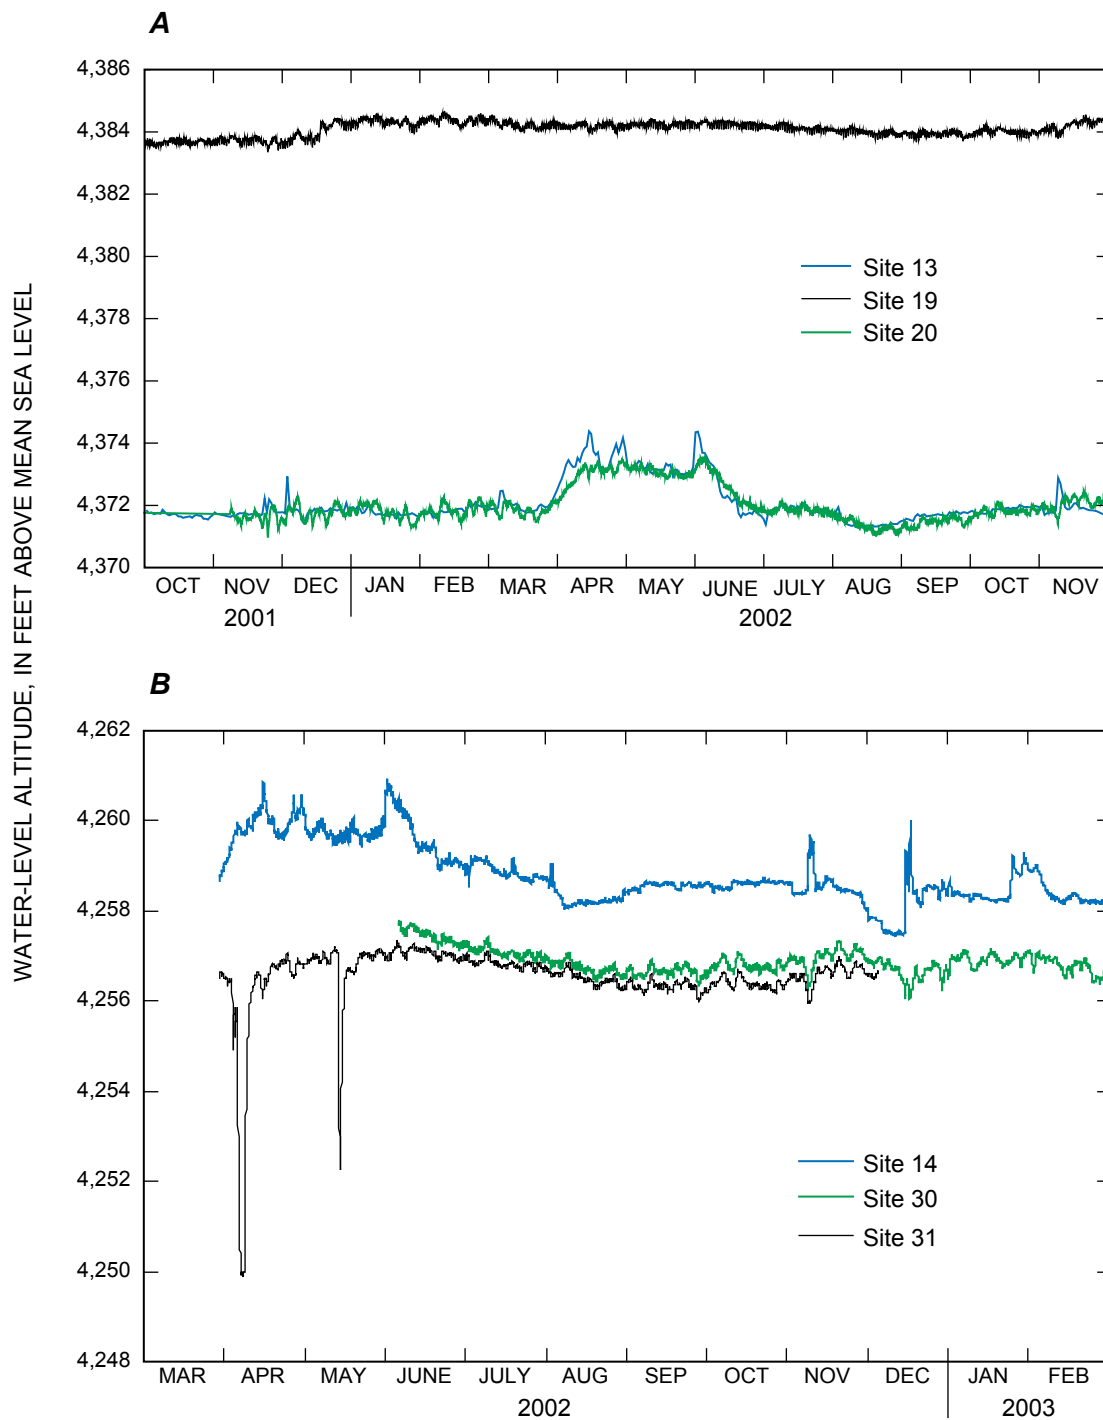 A
4,386
4,384
4,382
4,380
4,378
4,376
4,374
4,372
4,370
Site 13
Site 19
Site 20
OCT NOV DEC JAN FEB MAR APR MAY JUNE JULY AUG SEP OCT NOV
2001 2002
WATER-LEVEL ALTITUDE, IN FEET ABOVE MEAN SEA LEVEL
B
4,262
4,260
4,258
4,256
4,254
4,252
4,250
4,248
Site 14
Site 30
Site 31
MAR APR MAY JUNE JULY AUG SEP OCT NOV DEC JAN FEB
2002 2003